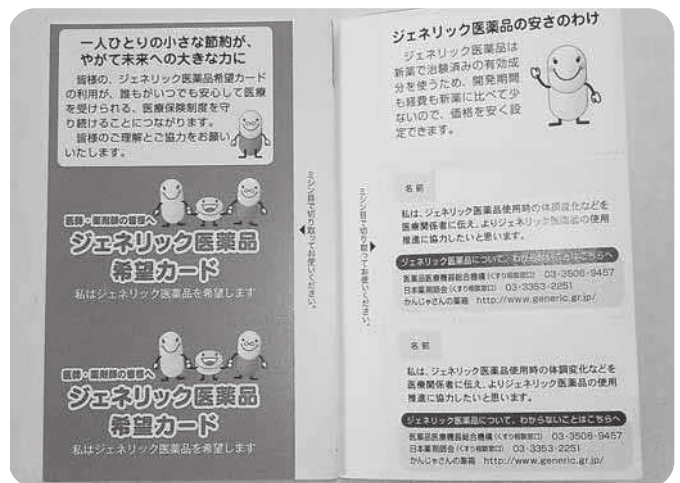 一人ひとりの小さな節約が、
やがて未来への大きな力に
皆様の、ジェネリック医薬品希望カード
の利用が、誰もがいつでも安心して医療
を受けられる、医療保険制度を守
り続けることにつながります。
皆様のご理解とご協力をお願い
いたします。
医師・薬剤師の皆様へ
ジェネリック医薬品
希望カード
私はジェネリック医薬品を希望します
医師・薬剤師の皆様へ
ジェネリック医薬品
希望カード
私はジェネリック医薬品を希望します
ミシン目で切り取ってお使いください。
ミシン目で切り取ってお使いください。
ジェネリック医薬品の安さのわけ
ジェネリック医薬品は
新薬で治験済みの有効成
分を使うため、開発期間
も経費も新薬に比べて少
ないので、価格を安く設
定できます。
名前
私は、ジェネリック医薬品使用時の体調変化などを
医療関係者に伝え、よりジェネリック医薬品の使用
推進に協力したいと思います。
ジェネリック医薬品について、わからないことはこちらへ
医薬品医療機器総合機構(くすり相談窓口) 03-3506-9457
日本薬剤師会(くすり相談窓口) 03-3353-2251
かんじゃさんの薬箱 http://www.generic.gr.jp/
名前
私は、ジェネリック医薬品使用時の体調変化などを
医療関係者に伝え、よりジェネリック医薬品の使用
推進に協力したいと思います。
ジェネリック医薬品について、わからないことはこちらへ
医薬品医療機器総合機構(くすり相談窓口) 03-3506-9457
日本薬剤師会(くすり相談窓口) 03-3353-2251
かんじゃさんの薬箱 http://www.generic.gr.jp/